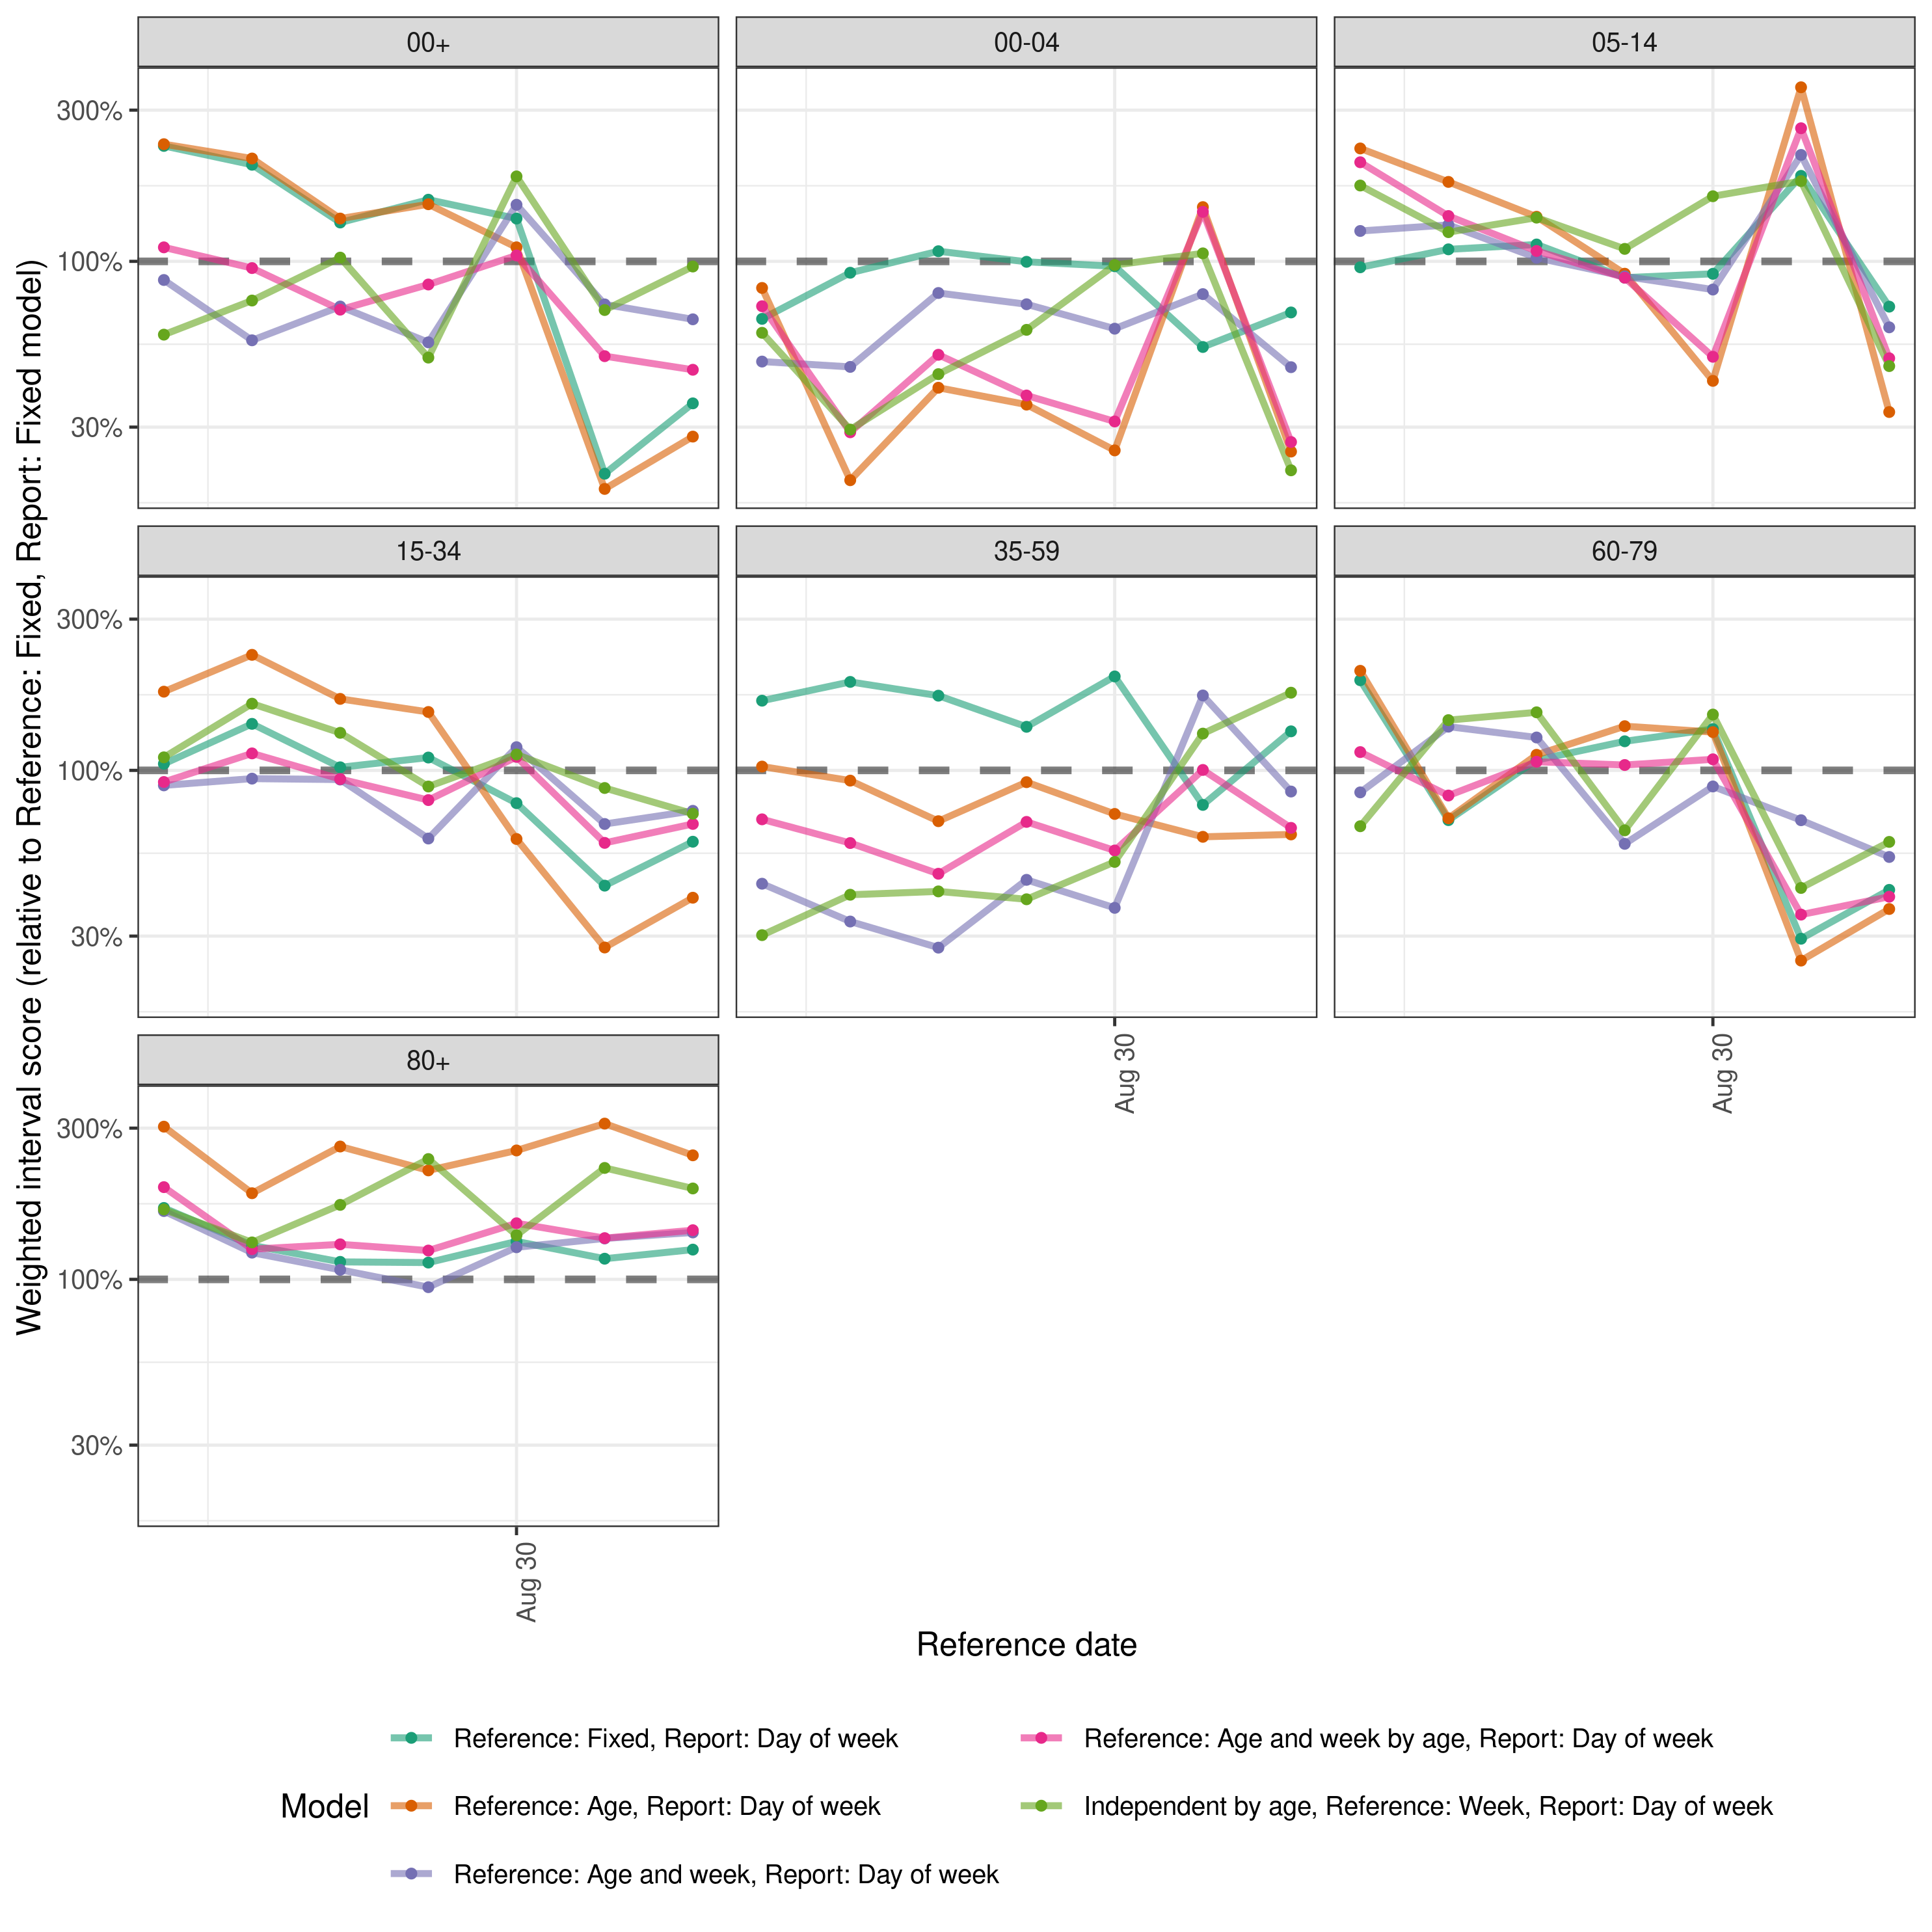 Weighted interval score (relative to Reference: Fixed, Report: Fixed model)
00+
00-04
05-14
300%
100%
30%
15-34
35-59
60-79
300%
100%
30%
Aug 30
Aug 30
80+
300%
100%
30%
Aug 30
Reference date
Model
Reference: Fixed, Report: Day of week
Reference: Age, Report: Day of week
Reference: Age and week, Report: Day of week
Reference: Age and week by age, Report: Day of week
Independent by age, Reference: Week, Report: Day of week